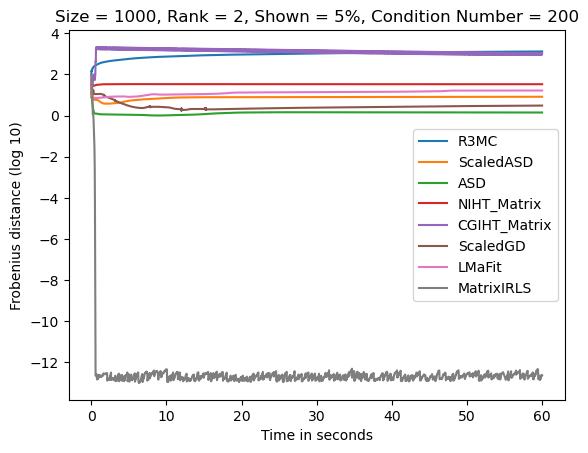 Size = 1000, Rank = 2, Shown = 5%, Condition Number = 200
Frobenius distance (log 10)
4
2
0
−2
−4
−6
−8
−10
−12
R3MC
ScaledASD
ASD
NIHT_Matrix
CGIHT_Matrix
ScaledGD
LMaFit
MatrixIRLS
0 10 20 30 40 50 60
Time in seconds